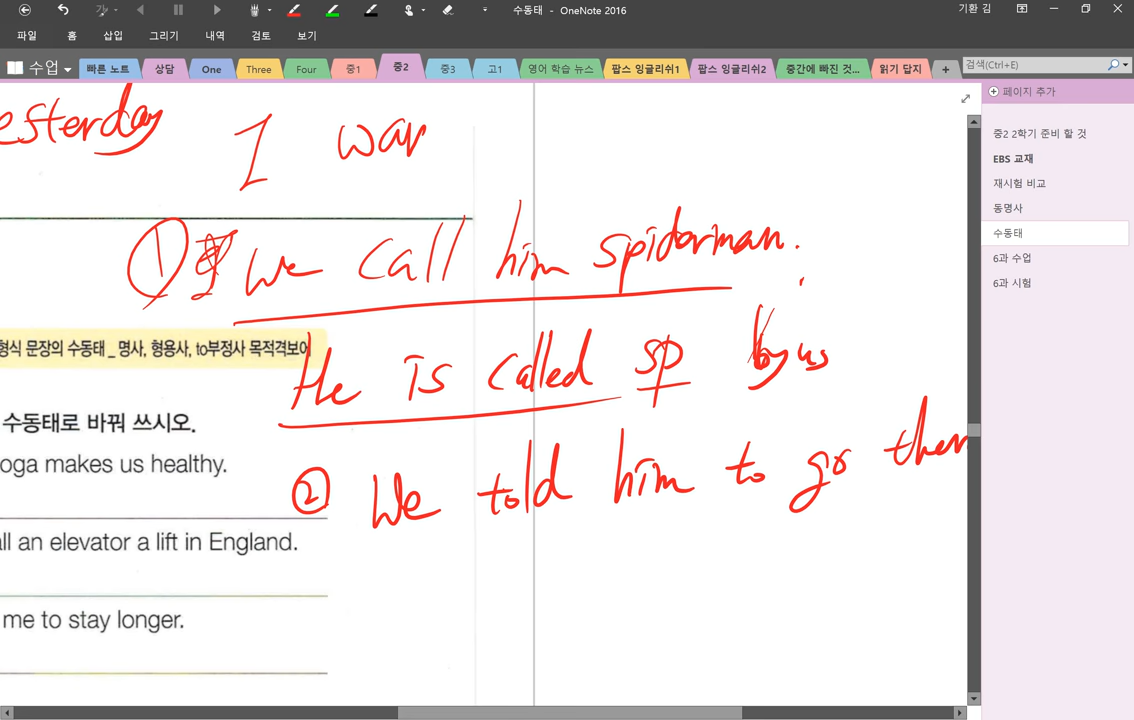 수동태 - OneNote 2016
기환 김
파일 홈 삽입 그리기 내역 검토 보기
수업 빠른 노트 상담 One Three Four 중1 중2 중3 고1 영어 학습 뉴스 팝스 잉글리쉬1 팝스 잉글리쉬2 중간에 빠진 것... 읽기 답지 + 검색(Ctrl+E)
페이지 추가
중2 2학기 준비 할 것
EBS 교재
재시험 비교
동명사
수동태
6과 수업
6과 시험
esterday I wan
① We call him spiderman.
형식 문장의 수동태 _ 명사, 형용사, to부정사 목적격보어
He is called sp by us
수동태로 바꿔 쓰시오.
oga makes us healthy.
② We told him to go ther
all an elevator a lift in England.
me to stay longer.